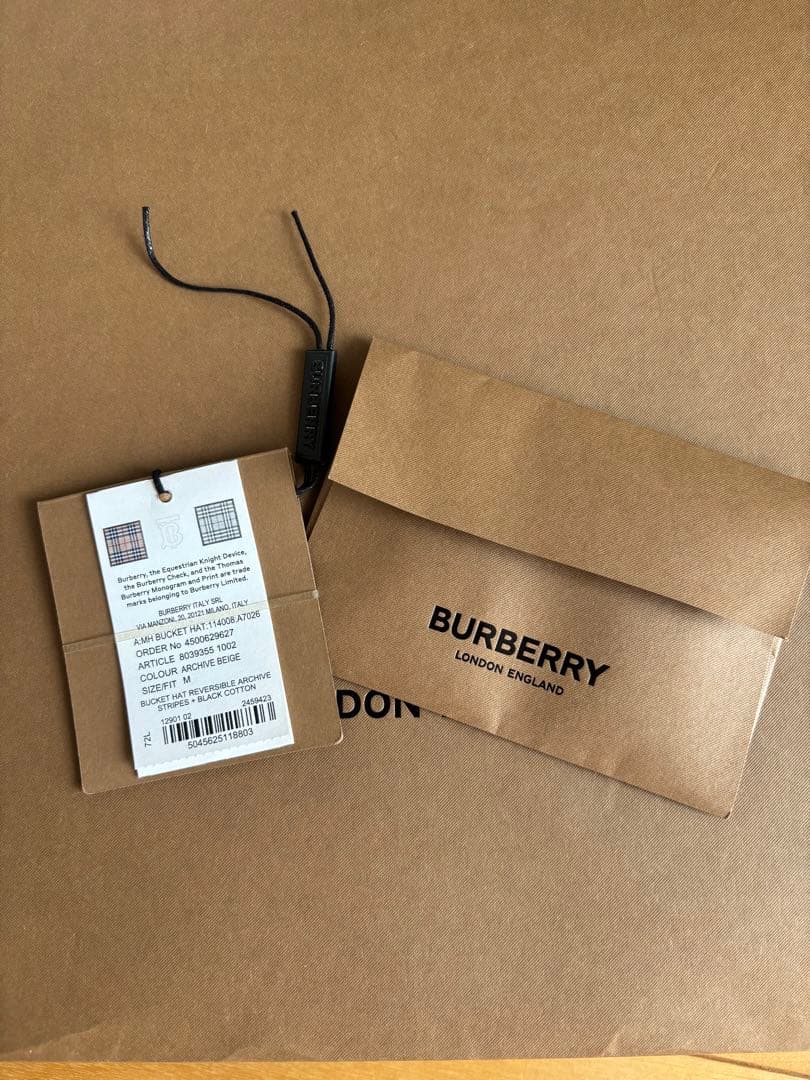 BURBERRY
Burberry, the Equestrian Knight Device,
the Burberry Check, and the Thomas
Burberry Monogram and Print are trade
marks belonging to Burberry Limited.
BURBERRY ITALY SRL
VIA MANZONI, 20, 20121 MILANO, ITALY
A:MH BUCKET HAT:114008:A7026
ORDER No 4500629627
ARTICLE 8039355 1002
COLOUR ARCHIVE BEIGE
SIZE/FIT M
BUCKET HAT REVERSIBLE ARCHIVE
STRIPES + BLACK COTTON
12901 02 2459423
72L
5045625118803
BURBERRY
LONDON ENGLAND
DON